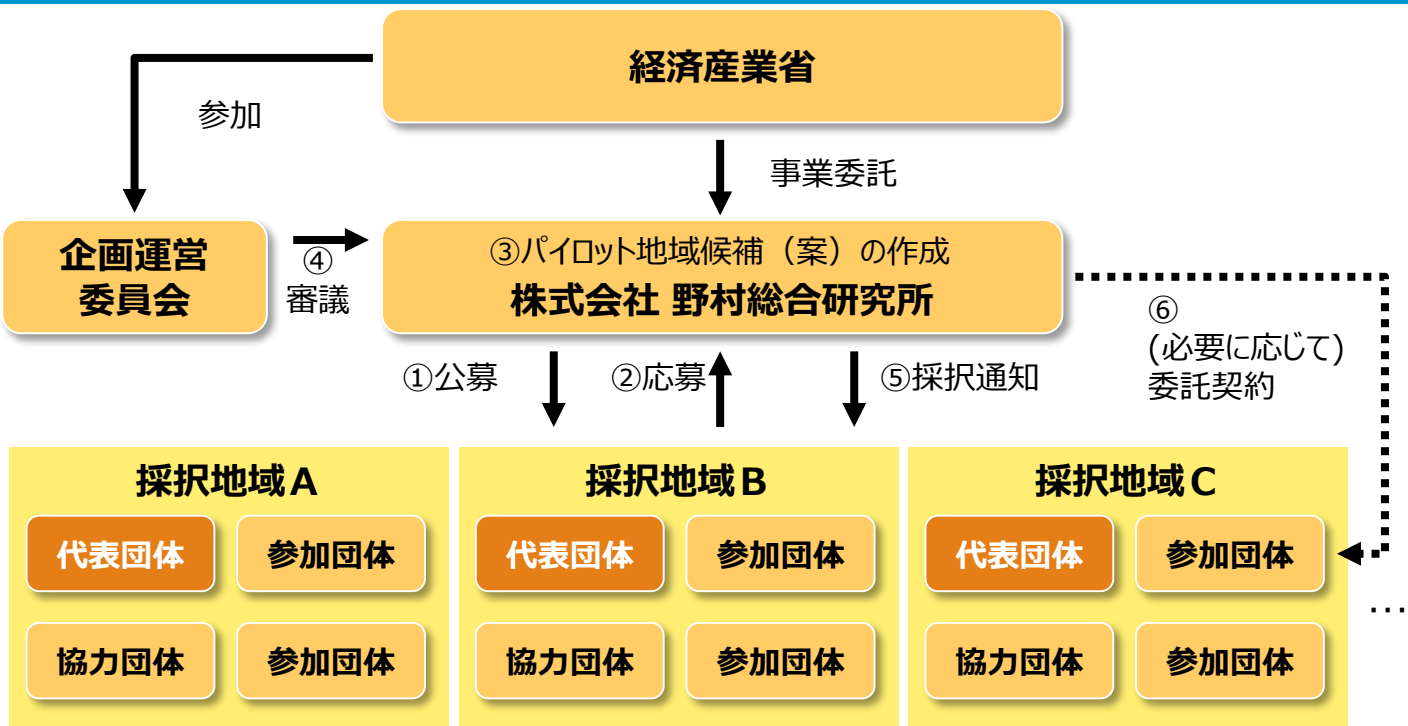 経済産業省
参加
事業委託
企画運営
委員会
④
審議
③パイロット地域候補（案）の作成
株式会社 野村総合研究所
①公募
②応募
⑤採択通知
⑥
(必要に応じて)
委託契約
採択地域A
代表団体
参加団体
協力団体
参加団体
採択地域B
代表団体
参加団体
協力団体
参加団体
採択地域C
代表団体
参加団体
協力団体
参加団体
…